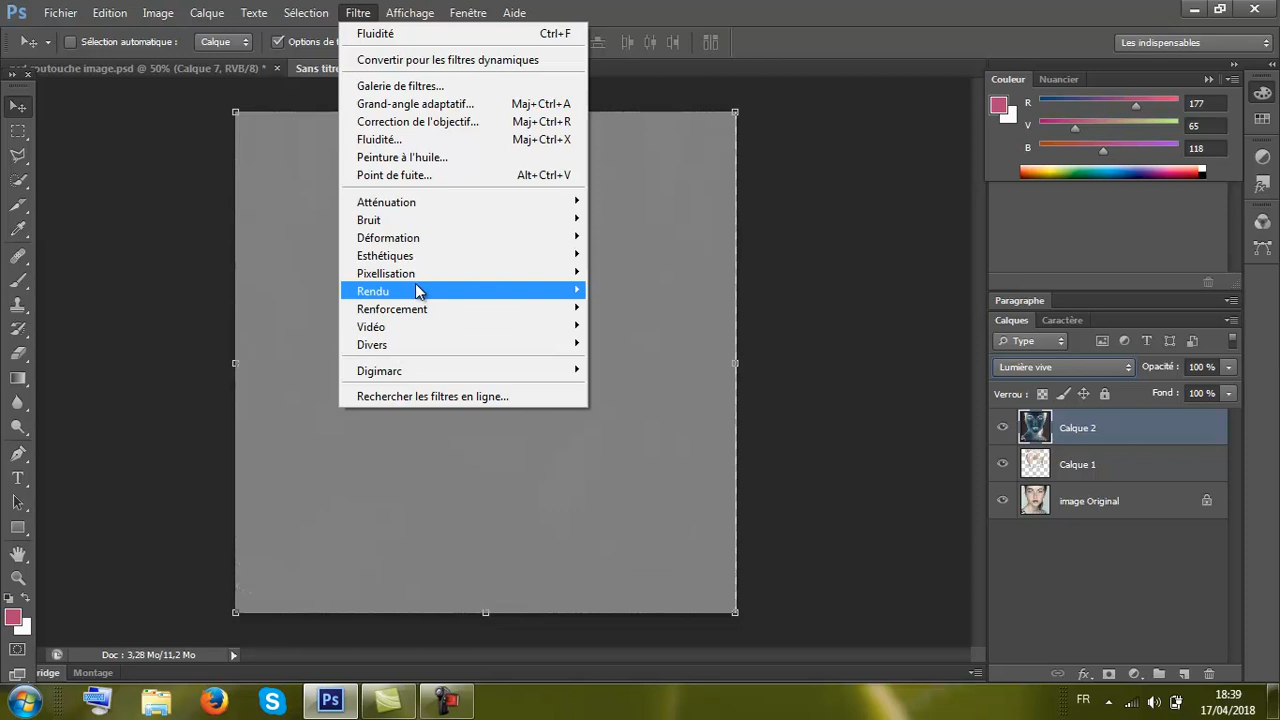 Ps Fichier Edition Image Calque Texte Sélection Filtre Affichage Fenêtre Aide
Sélection automatique : Calque Options de t Les indispensables
coutouche image.psd @ 50% (Calque 7, RVB/8) * × Sans titre
Fluidité Ctrl+F
Convertir pour les filtres dynamiques
Galerie de filtres...
Grand-angle adaptatif... Maj+Ctrl+A
Correction de l'objectif... Maj+Ctrl+R
Fluidité... Maj+Ctrl+X
Peinture à l'huile...
Point de fuite... Alt+Ctrl+V
Atténuation
Bruit
Déformation
Esthétiques
Pixellisation
Rendu
Renforcement
Vidéo
Divers
Digimarc
Rechercher les filtres en ligne...
Couleur Nuancier
R 177
V 65
B 118
Paragraphe
Calques Caractère
Type
Lumière vive Opacité : 100 %
Verrou : Fond : 100 %
Calque 2
Calque 1
image Original
fx
T
Doc : 3,28 Mo/11,2 Mo
ridge Montage
Ps FR 18:39
17/04/2018